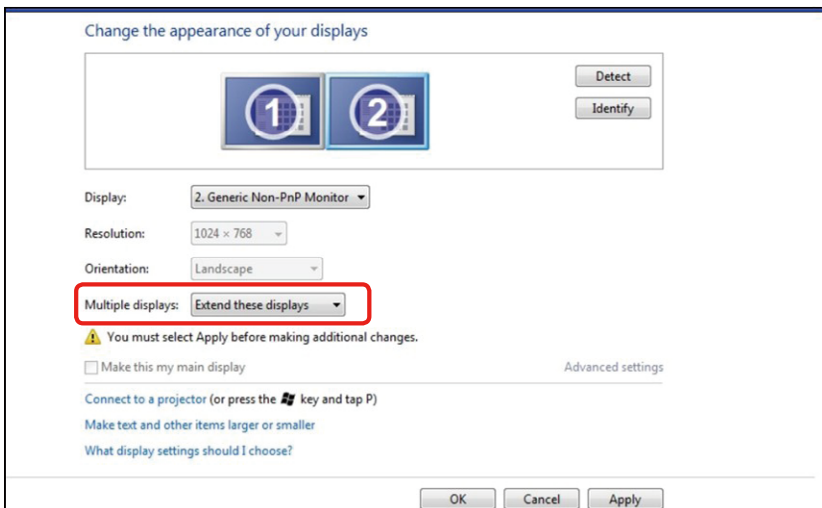 Change the appearance of your displays
1 2
Detect
Identify
Display: 2. Generic Non-PnP Monitor
Resolution: 1024 × 768
Orientation: Landscape
Multiple displays: Extend these displays
! You must select Apply before making additional changes.
Make this my main display Advanced settings
Connect to a projector (or press the key and tap P)
Make text and other items larger or smaller
What display settings should I choose?
OK Cancel Apply